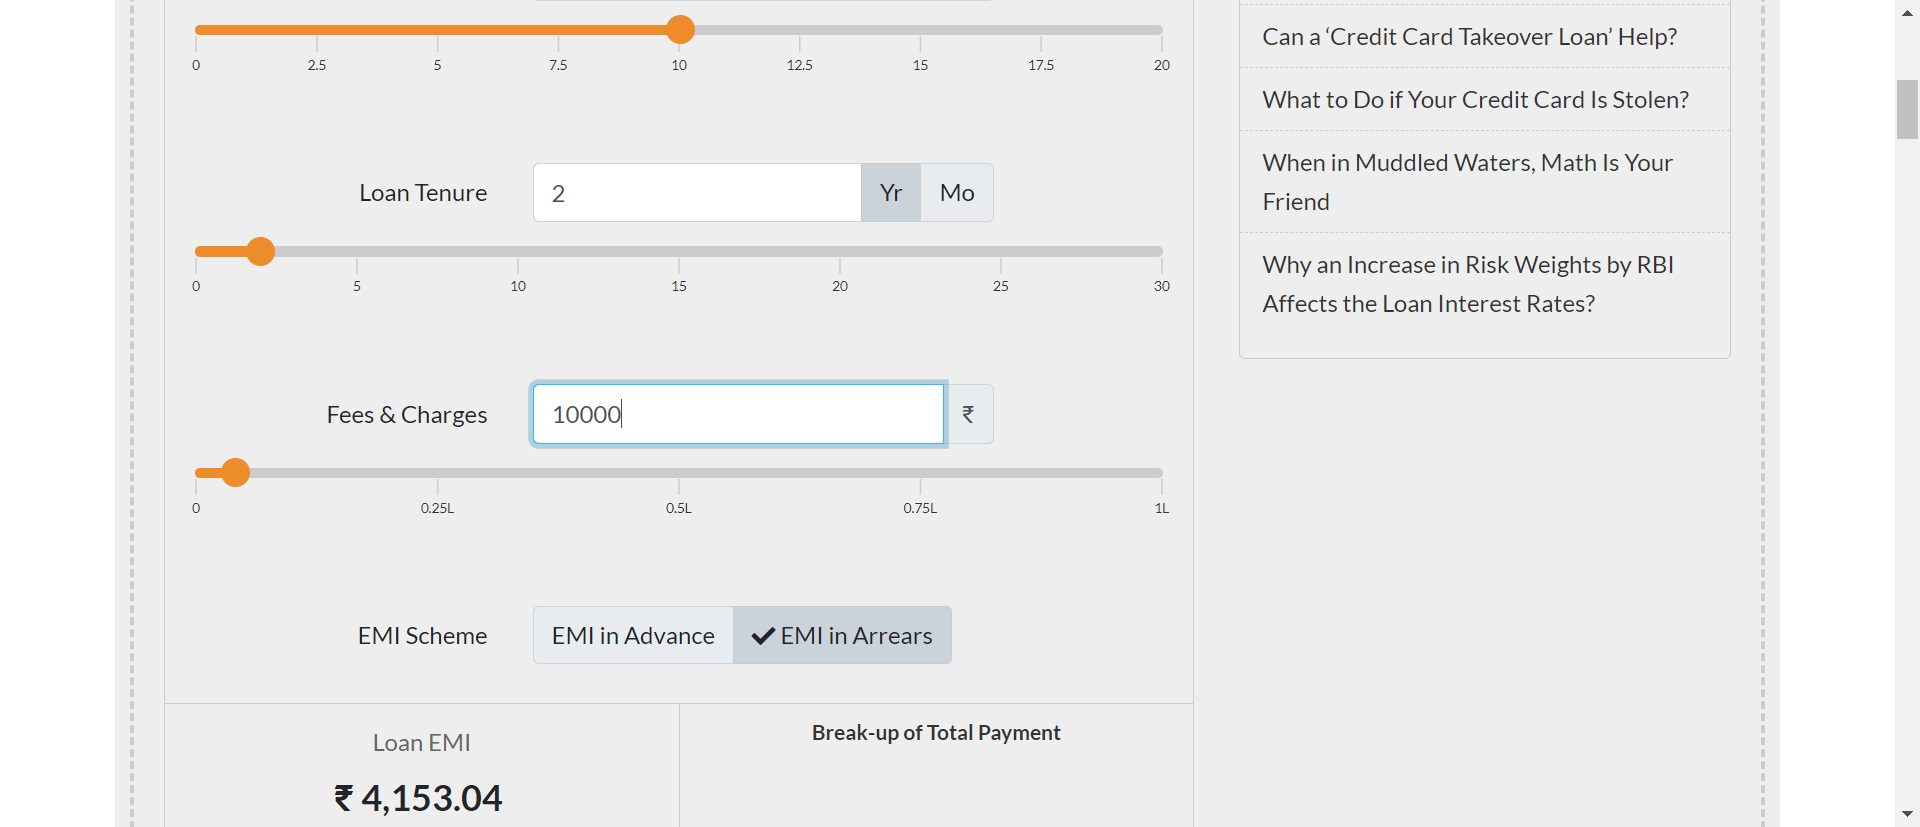 0 2.5 5 7.5 10 12.5 15 17.5 20
Loan Tenure 2 Yr Mo
0 5 10 15 20 25 30
Fees & Charges 10000 ₹
0 0.25L 0.5L 0.75L 1L
EMI Scheme EMI in Advance EMI in Arrears
Loan EMI
₹ 4,153.04
Break-up of Total Payment
Can a ‘Credit Card Takeover Loan’ Help?
What to Do if Your Credit Card Is Stolen?
When in Muddled Waters, Math Is Your
Friend
Why an Increase in Risk Weights by RBI
Affects the Loan Interest Rates?